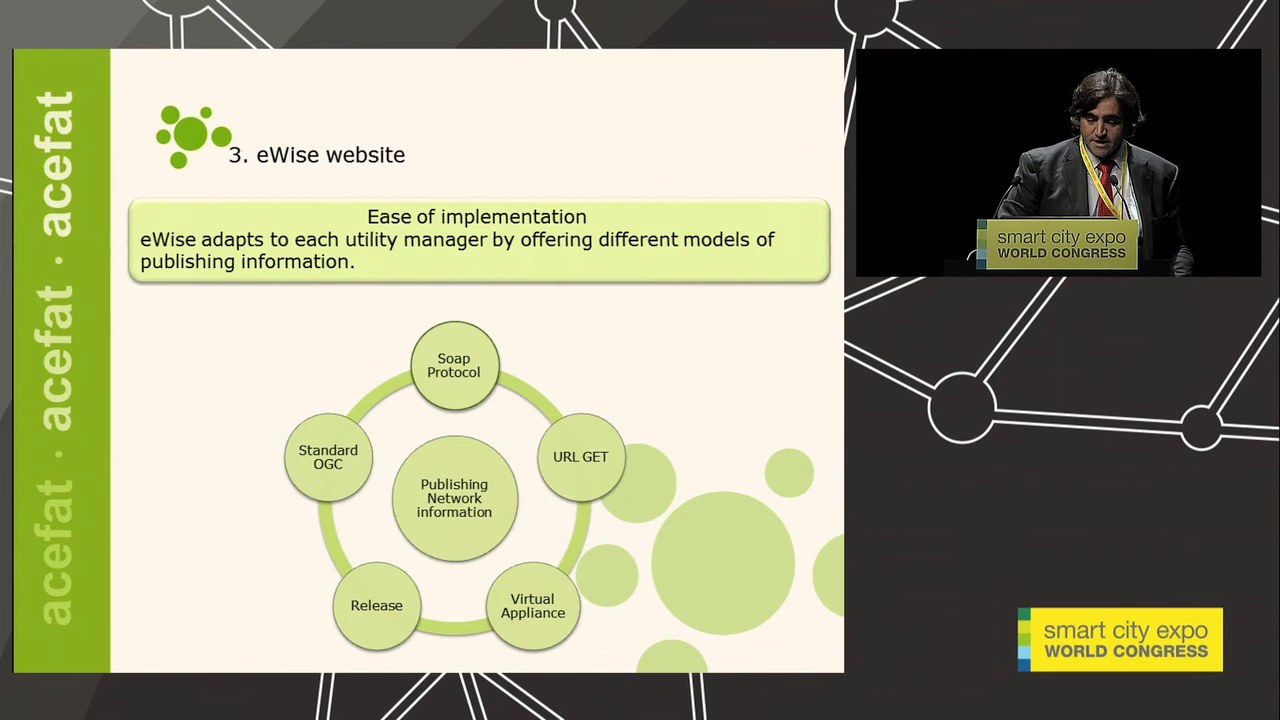 acefat · acefat · acefat
3. eWise website
Ease of implementation
eWise adapts to each utility manager by offering different models of
publishing information.
Soap
Protocol
Standard
OGC
URL GET
Publishing
Network
information
Release
Virtual
Appliance
smart city expo
WORLD CONGRESS
smart city expo
WORLD CONGRESS